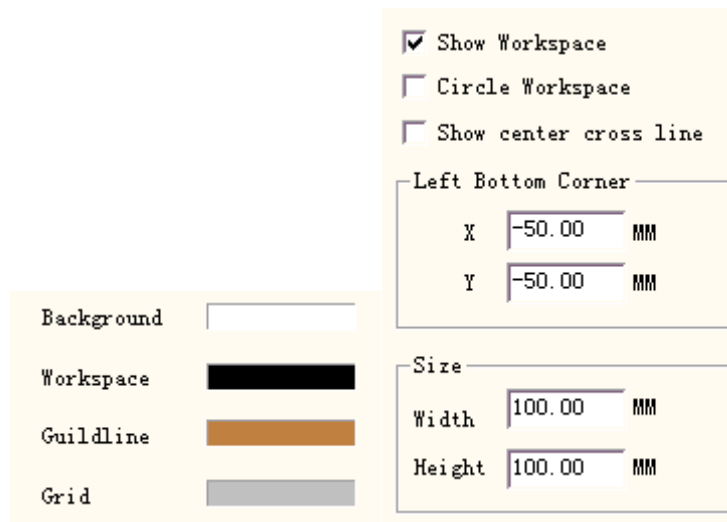 Show Workspace
Circle Workspace
Show center cross line
Left Bottom Corner
X -50.00 MM
Y -50.00 MM
Background
Workspace
Guildline
Grid
Size
Width 100.00 MM
Height 100.00 MM